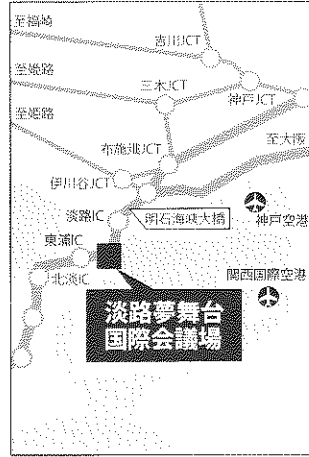 至福崎
吉川JCT
至姫路
三木JCT
神戸JCT
至姫路
布施畑JCT
至大阪
伊川谷JCT
淡路IC
明石海峡大橋
神戸空港
東浦IC
北淡IC
関西国際空港
淡路夢舞台
国際会議場